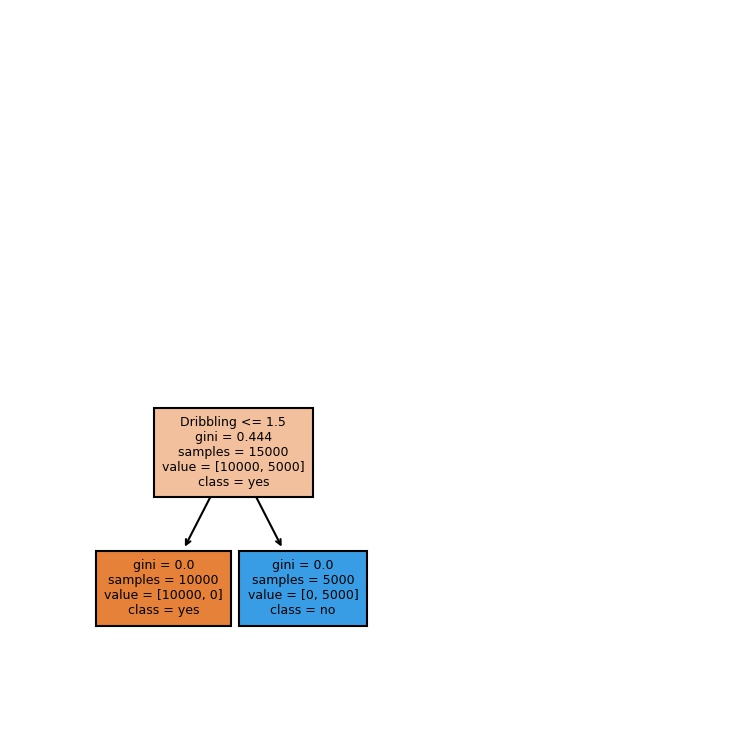 Dribbling <= 1.5
gini = 0.444
samples = 15000
value = [10000, 5000]
class = yes
gini = 0.0
samples = 10000
value = [10000, 0]
class = yes
gini = 0.0
samples = 5000
value = [0, 5000]
class = no